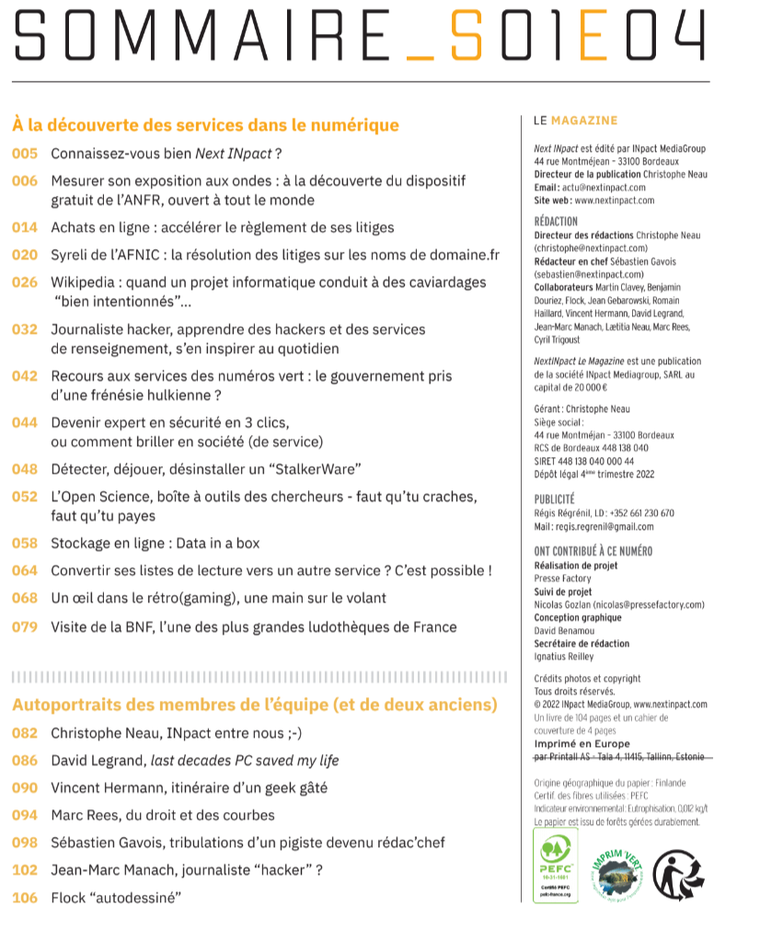 SOMMAIRE_S01E04
À la découverte des services dans le numérique
005 Connaissez-vous bien Next INpact ?
006 Mesurer son exposition aux ondes : à la découverte du dispositif
gratuit de l’ANFR, ouvert à tout le monde
014 Achats en ligne : accélérer le règlement de ses litiges
020 Syreli de l’AFNIC : la résolution des litiges sur les noms de domaine.fr
026 Wikipedia : quand un projet informatique conduit à des caviardages
“bien intentionnés”...
032 Journaliste hacker, apprendre des hackers et des services
de renseignement, s’en inspirer au quotidien
042 Recours aux services des numéros vert : le gouvernement pris
d’une frénésie hulkienne ?
044 Devenir expert en sécurité en 3 clics,
ou comment briller en société (de service)
048 Détecter, déjouer, désinstaller un “StalkerWare”
052 L’Open Science, boîte à outils des chercheurs - faut qu’tu craches,
faut qu’tu payes
058 Stockage en ligne : Data in a box
064 Convertir ses listes de lecture vers un autre service ? C’est possible !
068 Un œil dans le rétro(gaming), une main sur le volant
079 Visite de la BNF, l’une des plus grandes ludothèques de France
Autoportraits des membres de l’équipe (et de deux anciens)
082 Christophe Neau, INpact entre nous ;-)
086 David Legrand, last decades PC saved my life
090 Vincent Hermann, itinéraire d’un geek gâté
094 Marc Rees, du droit et des courbes
098 Sébastien Gavois, tribulations d’un pigiste devenu rédac’chef
102 Jean-Marc Manach, journaliste “hacker” ?
106 Flock “autodessiné”
LE MAGAZINE
Next INpact est édité par INpact MediaGroup
44 rue Montméjean - 33100 Bordeaux
Directeur de la publication Christophe Neau
Email : actu@nextinpact.com
Site web : www.nextinpact.com
RÉDACTION
Directeur des rédactions Christophe Neau
(christophe@nextinpact.com)
Rédacteur en chef Sébastien Gavois
(sebastien@nextinpact.com)
Collaborateurs Martin Clavey, Benjamin
Douriez, Flock, Jean Gebarowski, Romain
Haillard, Vincent Hermann, David Legrand,
Jean-Marc Manach, Lætitia Neau, Marc Rees,
Cyril Trigoust
NextINpact Le Magazine est une publication
de la société INpact Mediagroup, SARL au
capital de 20 000 €
Gérant : Christophe Neau
Siège social :
44 rue Montméjan - 33100 Bordeaux
RCS de Bordeaux 448 138 040
SIRET 448 138 040 000 44
Dépôt légal 4ème trimestre 2022
PUBLICITÉ
Régis Régrénil, LD : +352 661 230 670
Mail : regis.regrenil@gmail.com
ONT CONTRIBUÉ À CE NUMÉRO
Réalisation de projet
Presse Factory
Suivi de projet
Nicolas Gozlan (nicolas@pressefactory.com)
Conception graphique
David Benamou
Secrétaire de rédaction
Ignatius Reilley
Crédits photos et copyright
Tous droits réservés.
© 2022 INpact MediaGroup, www.nextinpact.com
Un livre de 104 pages et un cahier de
couverture de 4 pages
Imprimé en Europe
par Printall AS - Tala 4, 11415, Tallinn, Estonie
Origine géographique du papier : Finlande
Certif. des fibres utilisées : PEFC
Indicateur environnemental : Eutrophisation, 0,012 kg/t
Le papier est issu de forêts gérées durablement.
PEFC
10-31-1681
Certifié PEFC
pefc-france.org
IMPRIM'VERT